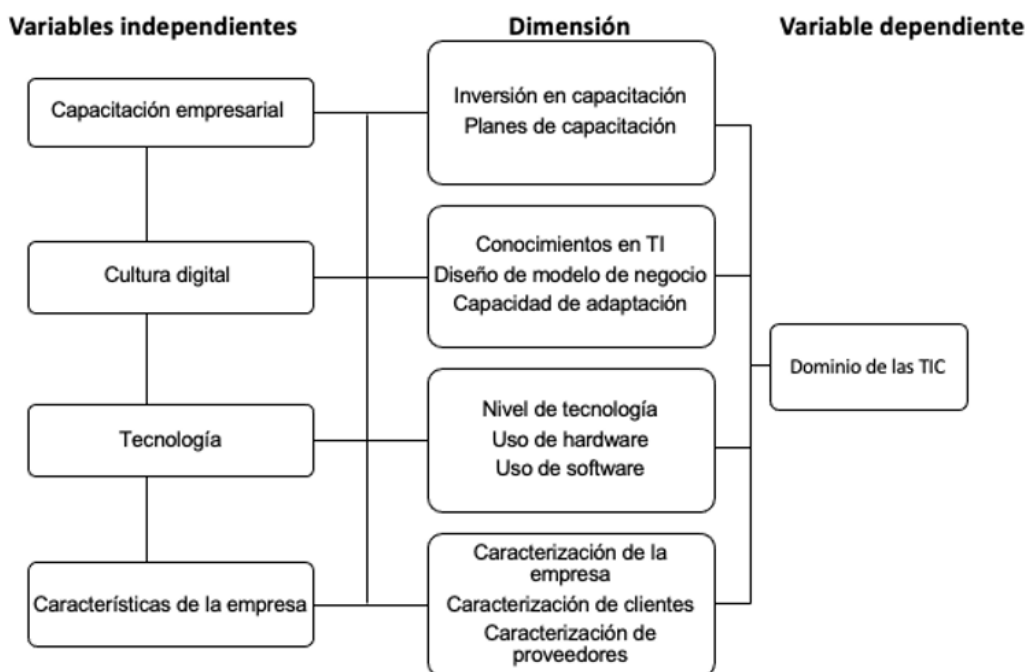 Variables independientes
Dimensión
Variable dependiente
Capacitación empresarial
Inversión en capacitación
Planes de capacitación
Cultura digital
Conocimientos en TI
Diseño de modelo de negocio
Capacidad de adaptación
Dominio de las TIC
Tecnología
Nivel de tecnología
Uso de hardware
Uso de software
Características de la empresa
Caracterización de la
empresa
Caracterización de clientes
Caracterización de
proveedores